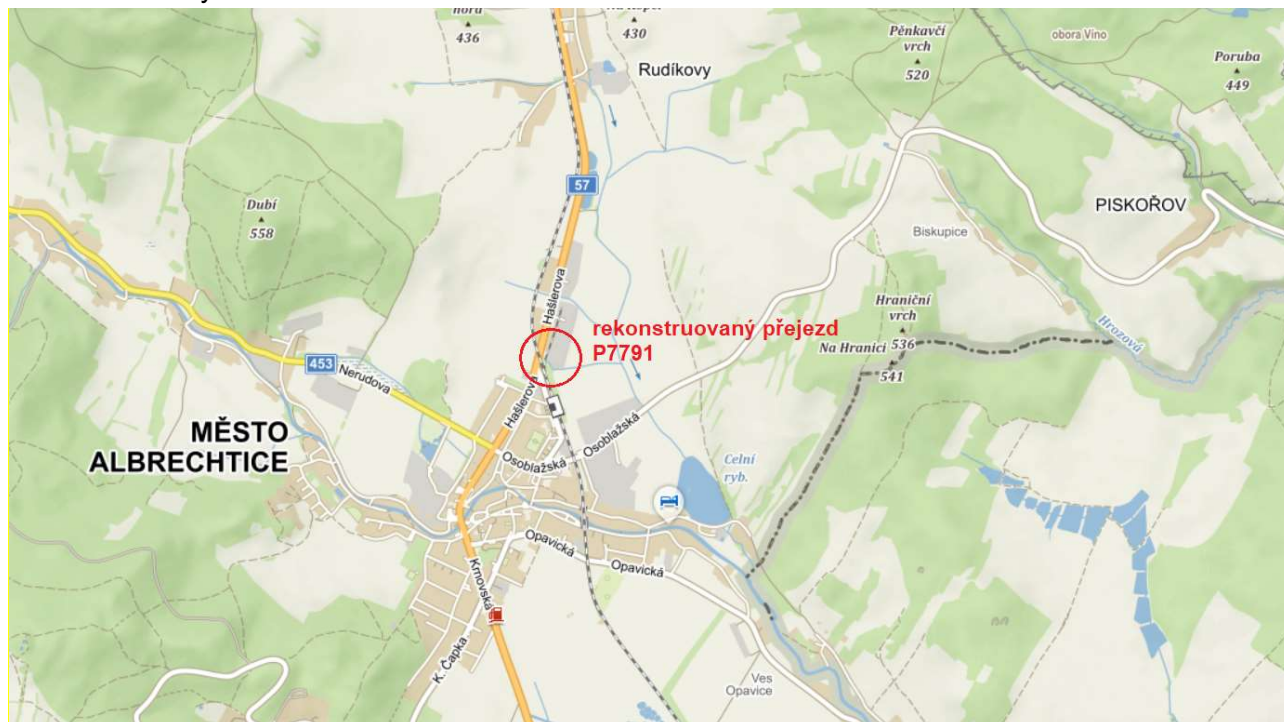 436
430
Rudíkovy
Pěnkavčí
vrch
520
obora Víno
Poruba
449
57
Dubí
558
PISKOŘOV
Biskupice
Hašlerova
Hraniční
vrch
536
Hrozová
rekonstruovaný přejezd
P7791
Na Hranici
541
453
Nerudova
Hašlerova
MĚSTO
ALBRECHTICE
Osoblažská
Osoblažská
Celní
ryb.
Opavická
Opavická
Krnovská
K. Čapka
Ves
Opavice